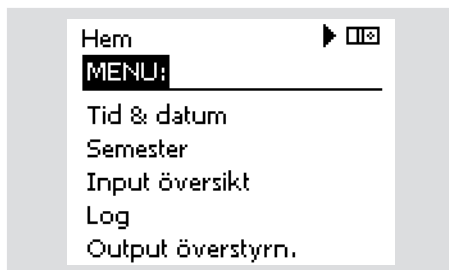 Hem
MENU:
Tid & datum
Semester
Input översikt
Log
Output överstyrn.